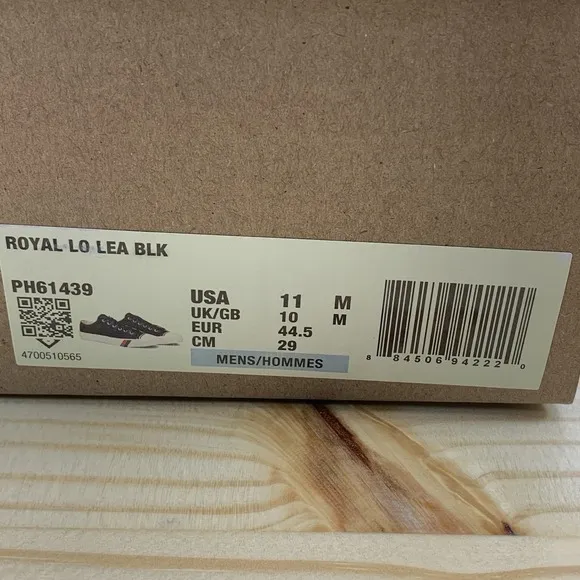 ROYAL LO LEA BLK
PH61439
4700510565
USA 11 M
UK/GB 10 M
EUR 44.5
CM 29
MENS/HOMMES
8 84506 94222 0